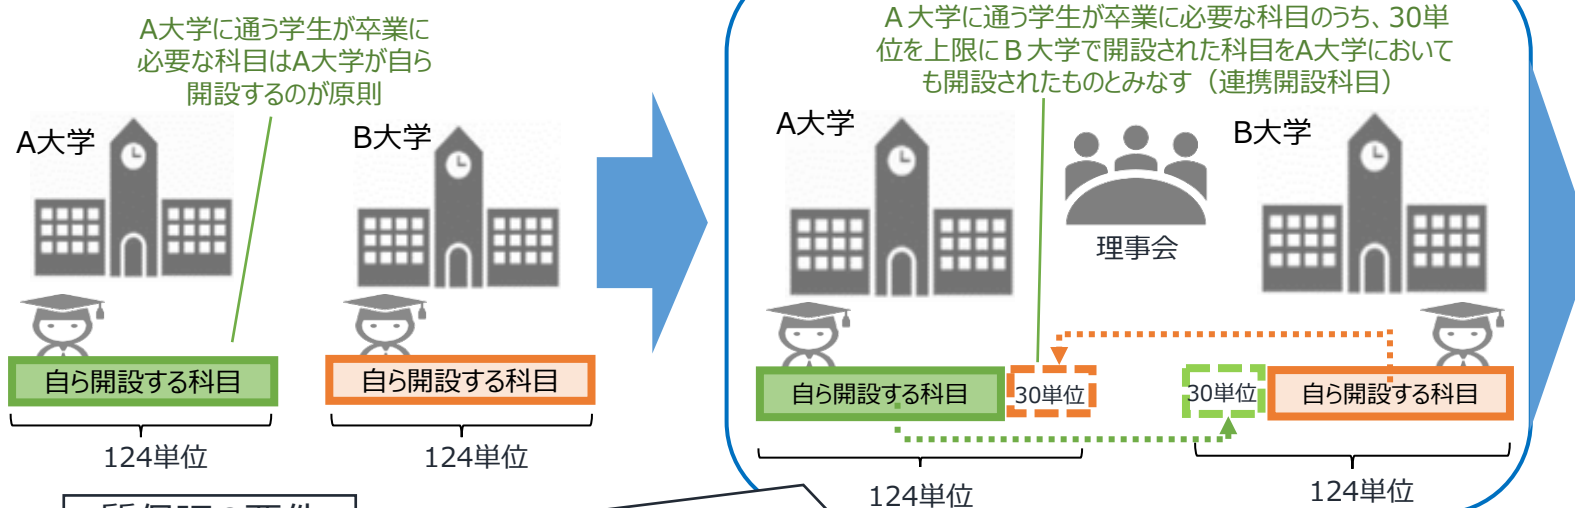 A大学に通う学生が卒業に
必要な科目はA大学が自ら
開設するのが原則
A大学
B大学
自ら開設する科目
自ら開設する科目
124単位
124単位
A大学に通う学生が卒業に必要な科目のうち、30単
位を上限にB大学で開設された科目をA大学において
も開設されたものとみなす（連携開設科目）
A大学
B大学
理事会
自ら開設する科目
30単位
30単位
自ら開設する科目
124単位
124単位
質保証の要件